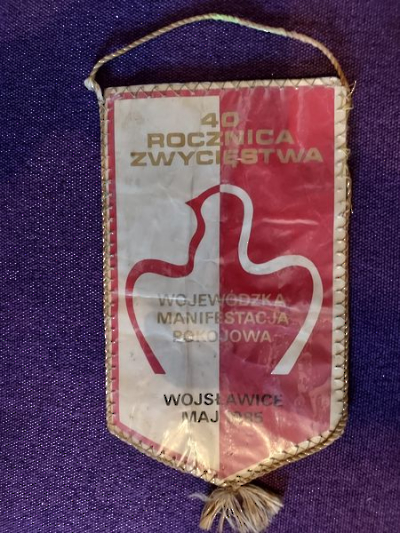 40
ROCZNICA
ZWYCIĘSTWA
WOJEWÓDZKA
MANIFESTACJA
POKOJOWA
WOJSŁAWICE
MAJ 1985